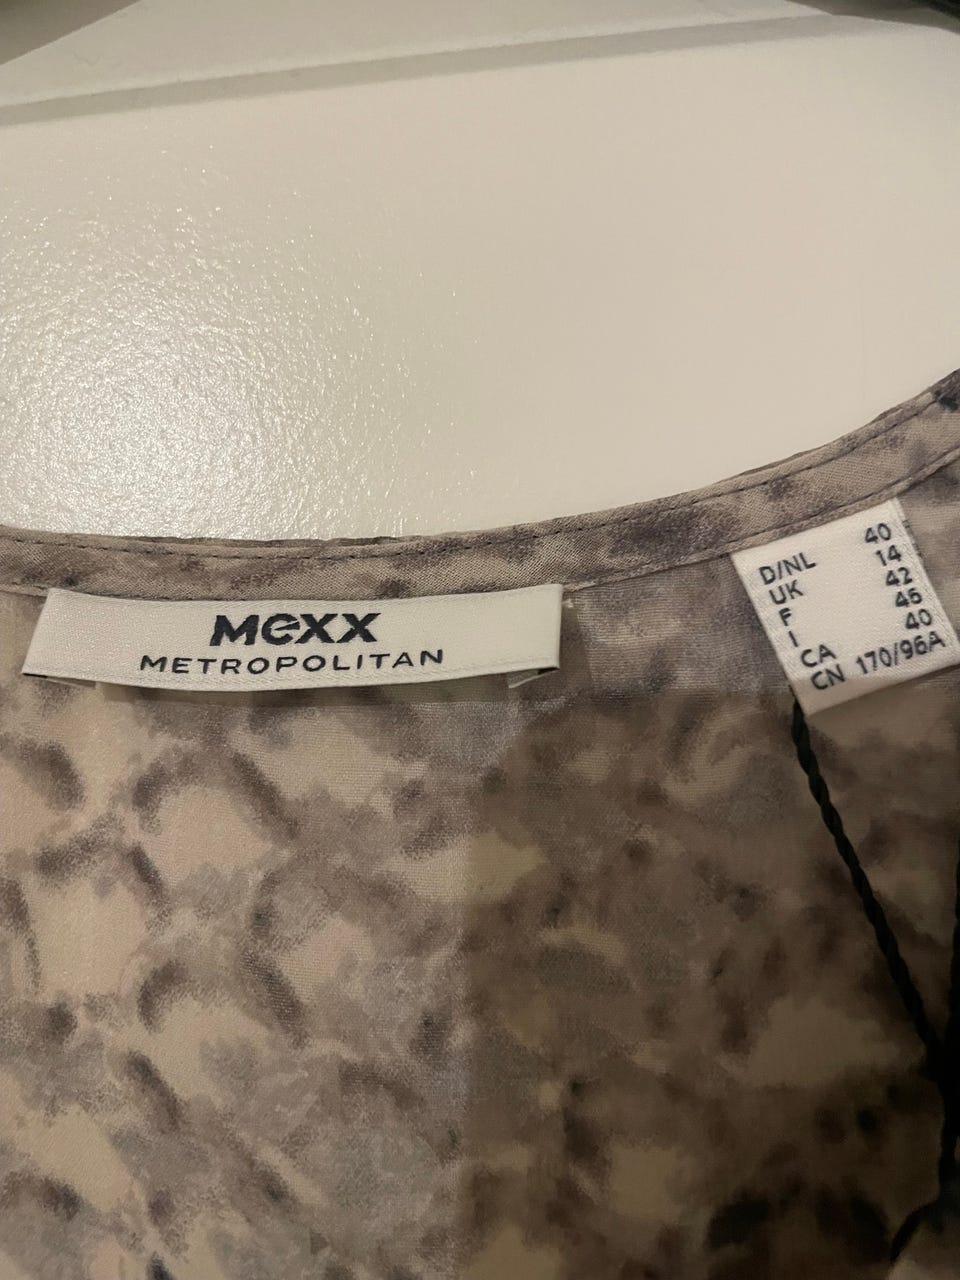 Mexx
METROPOLITAN
D/NL 40
UK 14
F 42
I 46
CA 40
CN 170/96A